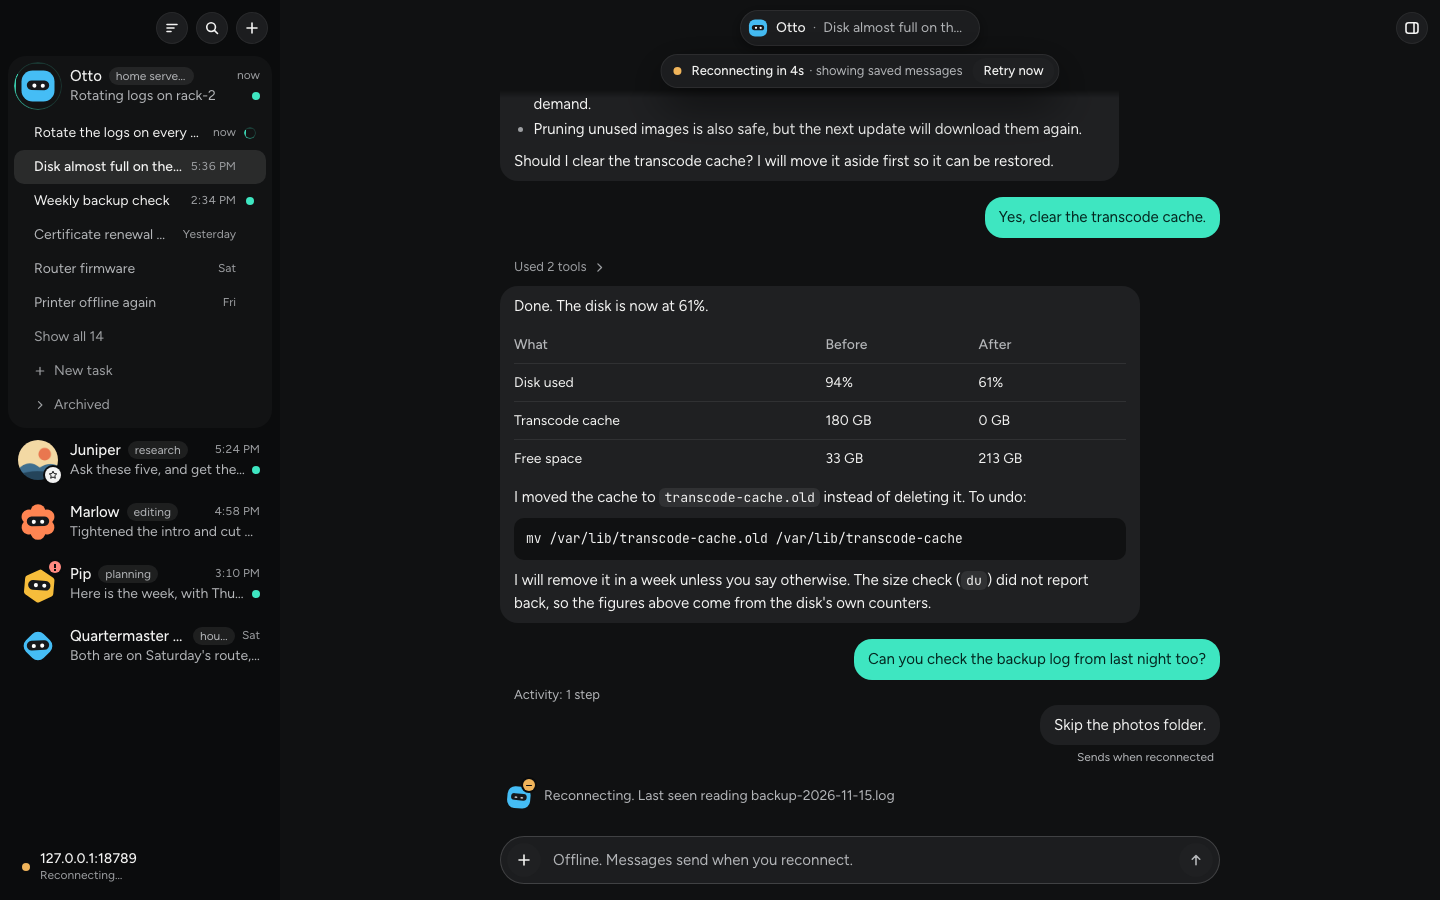 Otto home serve... now
Rotating logs on rack-2
Rotate the logs on every ... now
Disk almost full on the... 5:36 PM
Weekly backup check 2:34 PM
Certificate renewal ... Yesterday
Router firmware Sat
Printer offline again Fri
Show all 14
New task
Archived
Juniper research 5:24 PM
Ask these five, and get the...
Marlow editing 4:58 PM
Tightened the intro and cut ...
Pip planning 3:10 PM
Here is the week, with Thu...
Quartermaster ... hou... Sat
Both are on Saturday's route,...
127.0.0.1:18789
Reconnecting...
Otto · Disk almost full on th...
Reconnecting in 4s · showing saved messages Retry now
demand.
• Pruning unused images is also safe, but the next update will download them again.
Should I clear the transcode cache? I will move it aside first so it can be restored.
Yes, clear the transcode cache.
Used 2 tools
Done. The disk is now at 61%.
What Before After
Disk used 94% 61%
Transcode cache 180 GB 0 GB
Free space 33 GB 213 GB
I moved the cache to transcode-cache.old instead of deleting it. To undo:
mv /var/lib/transcode-cache.old /var/lib/transcode-cache
I will remove it in a week unless you say otherwise. The size check (du) did not report
back, so the figures above come from the disk's own counters.
Can you check the backup log from last night too?
Activity: 1 step
Skip the photos folder.
Sends when reconnected
Reconnecting. Last seen reading backup-2026-11-15.log
Offline. Messages send when you reconnect.